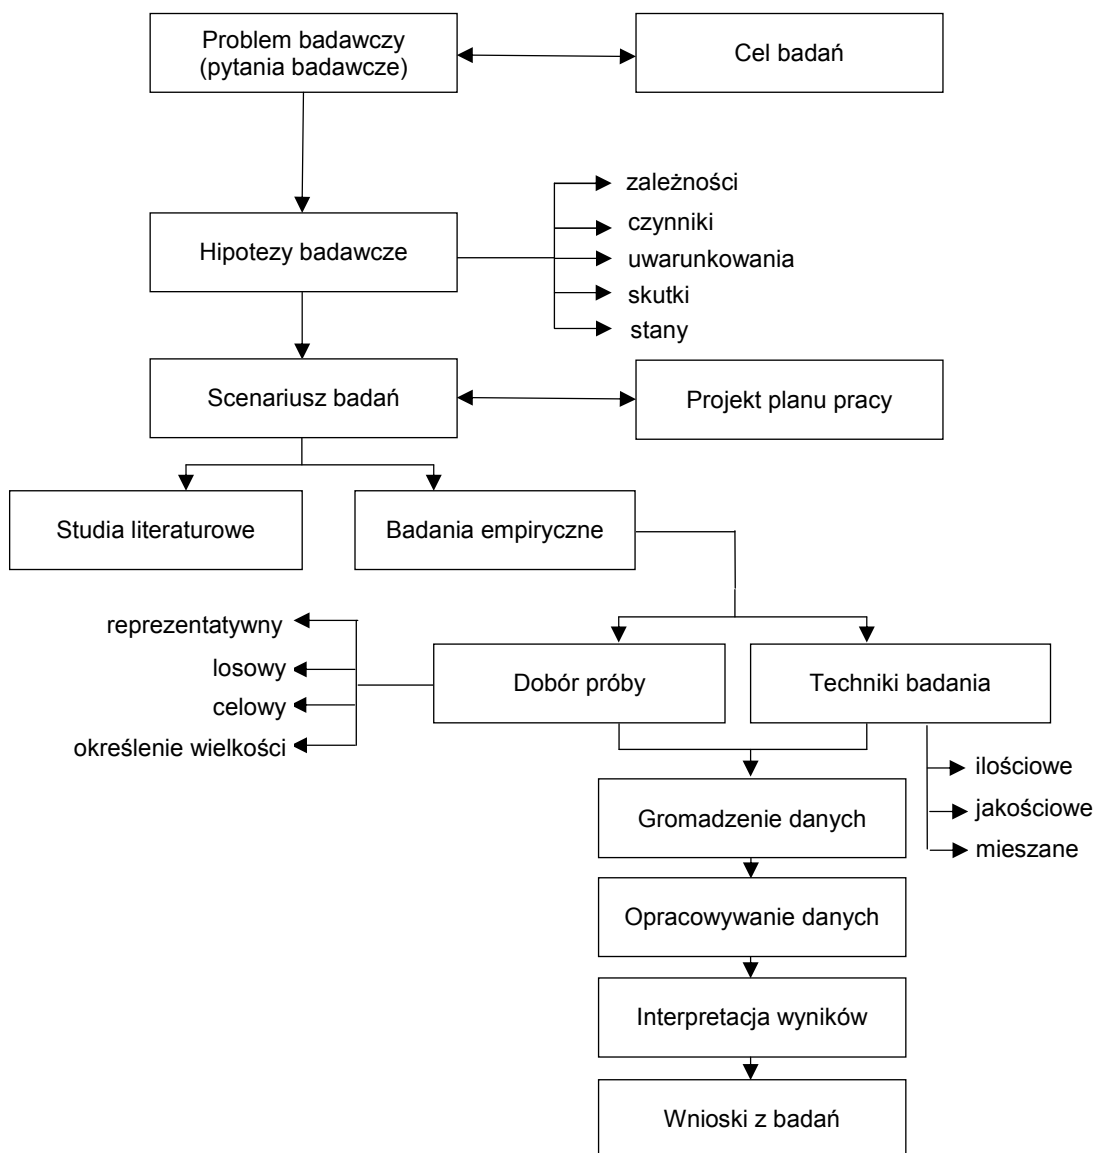 Problem badawczy
(pytania badawcze)
Cel badań
Hipotezy badawcze
zależności
czynniki
uwarunkowania
skutki
stany
Scenariusz badań
Projekt planu pracy
Studia literaturowe
Badania empiryczne
reprezentatywny
losowy
celowy
określenie wielkości
Dobór próby
Techniki badania
ilościowe
jakościowe
mieszane
Gromadzenie danych
Opracowywanie danych
Interpretacja wyników
Wnioski z badań